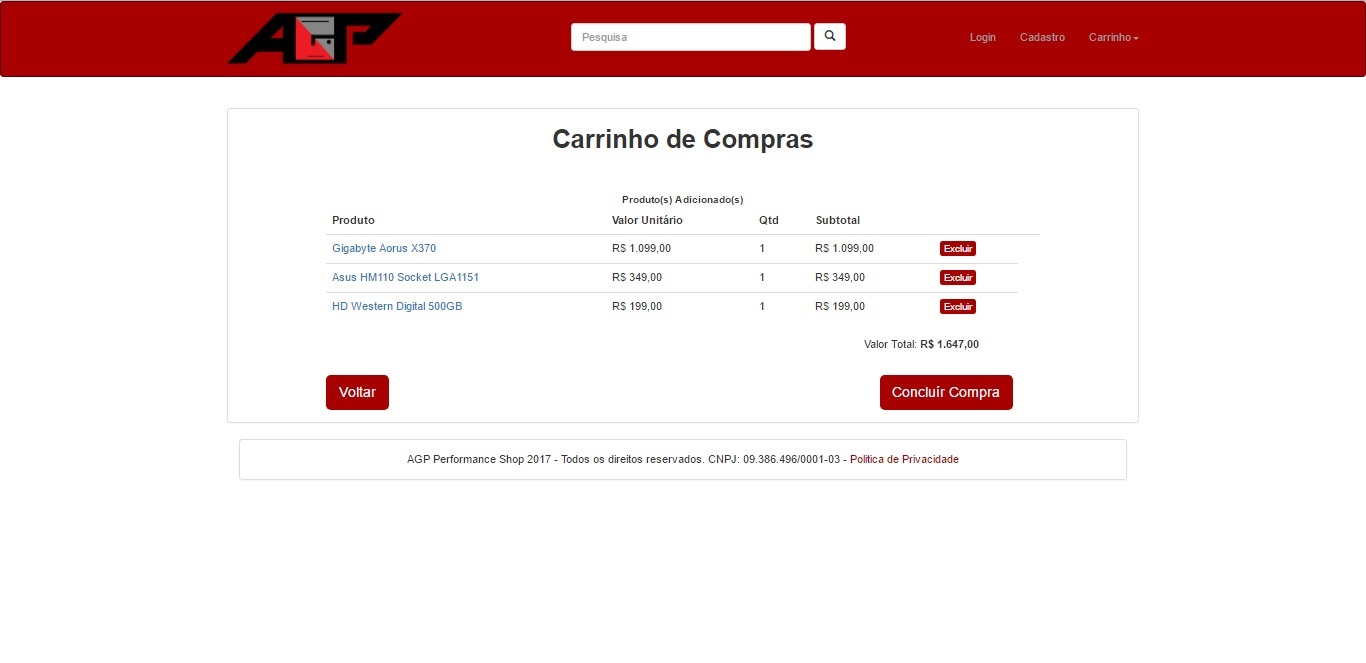 AGP
Pesquisa
Login Cadastro Carrinho
Carrinho de Compras
Produto(s) Adicionado(s)
Produto Valor Unitário Qtd Subtotal
Gigabyte Aorus X370 R$ 1.099,00 1 R$ 1.099,00 Excluir
Asus HM110 Socket LGA1151 R$ 349,00 1 R$ 349,00 Excluir
HD Western Digital 500GB R$ 199,00 1 R$ 199,00 Excluir
Valor Total: R$ 1.647,00
Voltar Concluír Compra
AGP Performance Shop 2017 - Todos os direitos reservados. CNPJ: 09.386.496/0001-03 - Politica de Privacidade